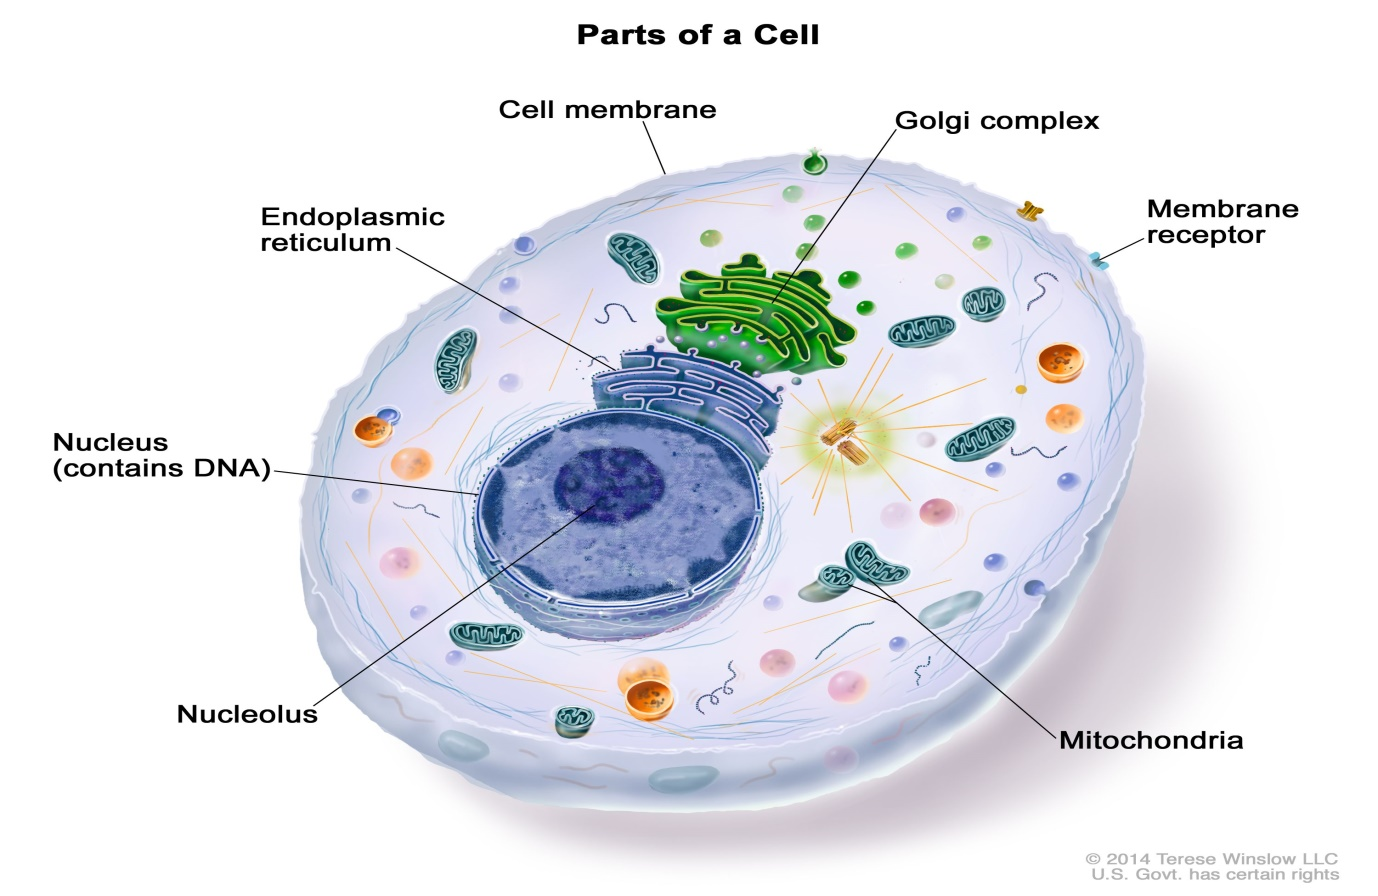 Parts of a Cell
Cell membrane
Golgi complex
Endoplasmic
reticulum
Membrane
receptor
Nucleus
(contains DNA)
Nucleolus
Mitochondria
© 2014 Terese Winslow LLC
U.S. Govt. has certain rights